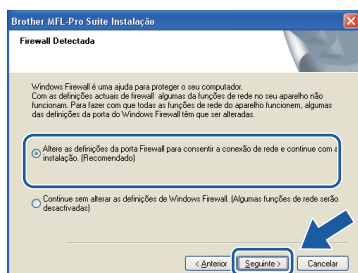 Brother MFL-Pro Suite Instalação
Firewall Detectada
Windows Firewall é uma ajuda para proteger o seu computador.
Com as definições actuais de firewall algumas da funções de rede no seu aparelho não
funcionam. Para fazer com que todas as funções de rede do aparelho funcionem, algumas
das definições da porta do Windows Firewall têm que ser alteradas.
Altere as definições da porta Firewall para consentir a conexão de rede e continue com a
instalação. (Recomendado)
Continue sem alterar as definições de Windows Firewall. (Algumas funções de rede serão
desactivadas)
< Anterior
Seguinte >
Cancelar